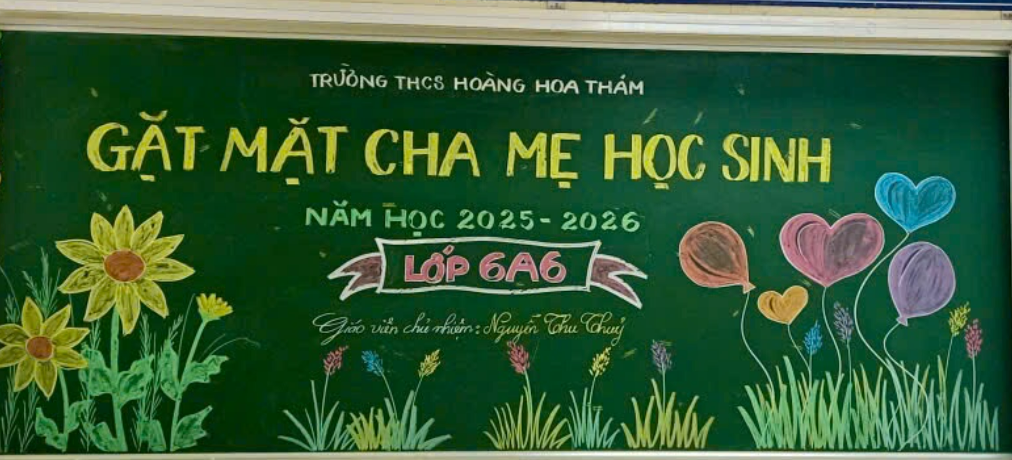 TRƯỜNG THCS HOÀNG HOA THÁM
GẶT MẶT CHA MẸ HỌC SINH
NĂM HỌC 2025 - 2026
LỚP 6A6
Giáo viên chủ nhiệm: Nguyễn Thu Thuỷ